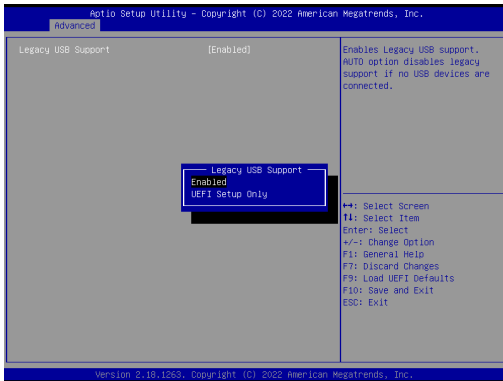 Aptio Setup Utility – Copyright (C) 2022 American Megatrends, Inc.
Advanced
Legacy USB Support [Enabled]
Enables Legacy USB support.
AUTO option disables legacy
support if no USB devices are
connected.
Legacy USB Support
Enabled
UEFI Setup Only
↔: Select Screen
↑↓: Select Item
Enter: Select
+/-: Change Option
F1: General Help
F7: Discard Changes
F9: Load UEFI Defaults
F10: Save and Exit
ESC: Exit
Version 2.18.1263. Copyright (C) 2022 American Megatrends, Inc.